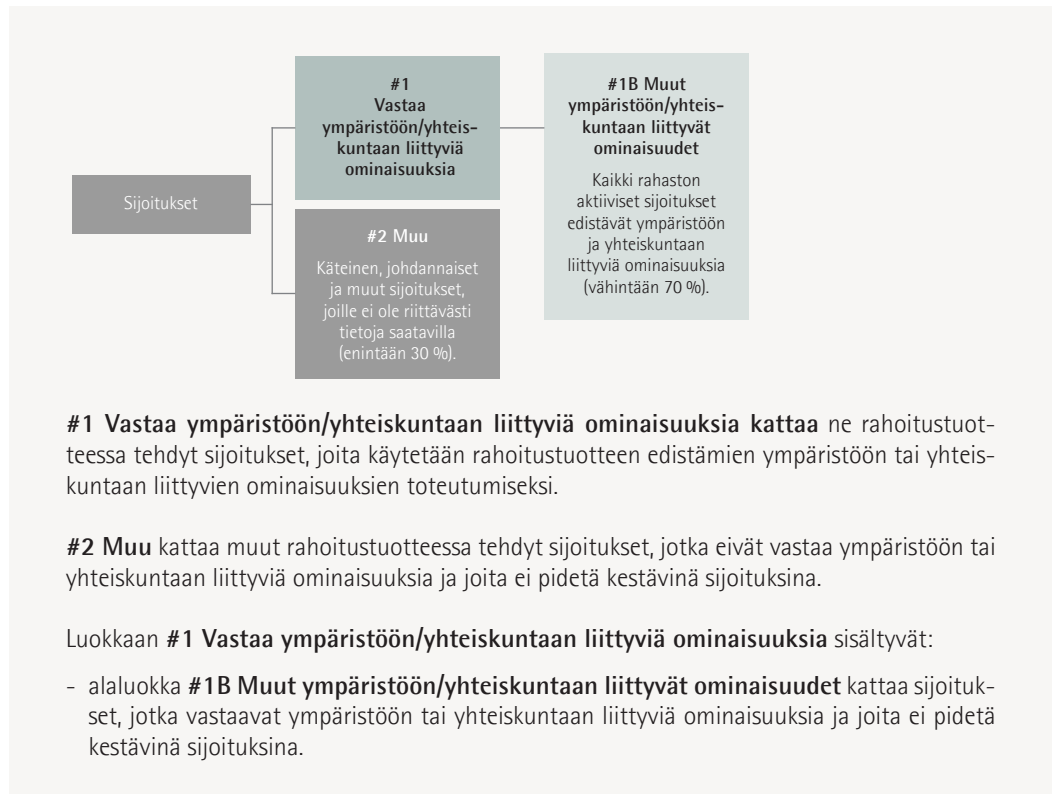 Sijoitukset
#1
Vastaa
ympäristöön/yhteis-
kuntaan liittyviä
ominaisuuksia
#2 Muu
Käteinen, johdannaiset
ja muut sijoitukset,
joille ei ole riittävästi
tietoja saatavilla
(enintään 30 %).
#1B Muut
ympäristöön/yhteis-
kuntaan liittyvät
ominaisuudet
Kaikki rahaston
aktiiviset sijoitukset
edistävät ympäristöön
ja yhteiskuntaan
liittyviä ominaisuuksia
(vähintään 70 %).
#1 Vastaa ympäristöön/yhteiskuntaan liittyviä ominaisuuksia kattaa ne rahoitustuot-
teessa tehdyt sijoitukset, joita käytetään rahoitustuotteen edistämien ympäristöön tai yhteis-
kuntaan liittyvien ominaisuuksien toteutumiseksi.
#2 Muu kattaa muut rahoitustuotteessa tehdyt sijoitukset, jotka eivät vastaa ympäristöön tai
yhteiskuntaan liittyviä ominaisuuksia ja joita ei pidetä kestävinä sijoituksina.
Luokkaan #1 Vastaa ympäristöön/yhteiskuntaan liittyviä ominaisuuksia sisältyvät:
- alaluokka #1B Muut ympäristöön/yhteiskuntaan liittyvät ominaisuudet kattaa sijoituk-
set, jotka vastaavat ympäristöön tai yhteiskuntaan liittyviä ominaisuuksia ja joita ei pidetä
kestävinä sijoituksina.